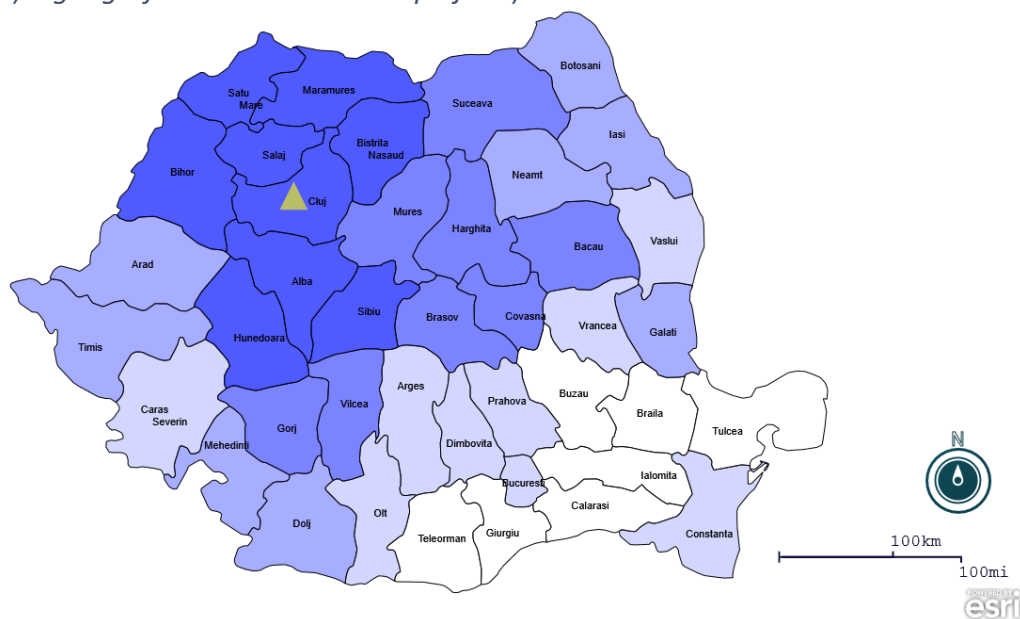 Botosani
Satu
Mare
Maramures
Suceava
Iasi
Bistrita
Nasaud
Salaj
Bihor
Neamt
Cluj
Mures
Harghita
Bacau
Vaslui
Arad
Alba
Sibiu
Brasov
Covasna
Vrancea
Galati
Hunedoara
Timis
Arges
Buzau
Prahova
Vilcea
Caras
Severin
Braila
Gorj
Tulcea
Mehedinti
Dimbovita
N
Ialomita
Bucuresti
Calarasi
Olt
Dolj
Giurgiu
Constanta
Teleorman
100km
100mi
POWERED BY
esri